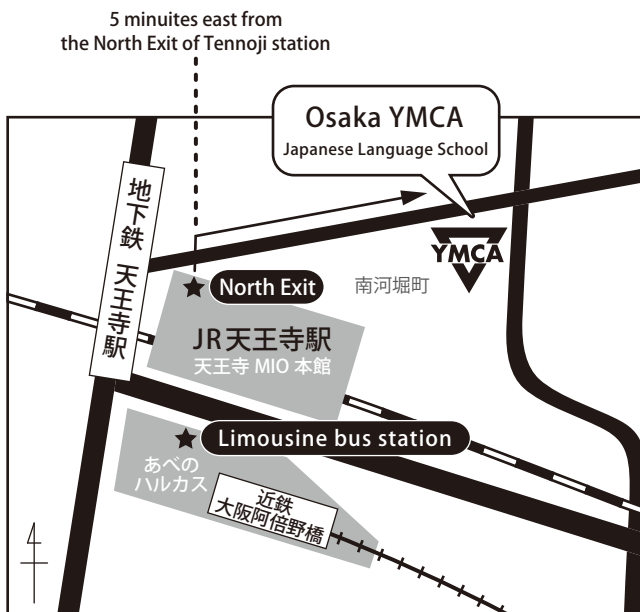 5 minuites east from
the North Exit of Tennoji station
Osaka YMCA
Japanese Language School
地下鉄 天王寺駅
YMCA
North Exit
南河堀町
JR天王寺駅
天王寺 MIO 本館
Limousine bus station
あべの
ハルカス
近鉄
大阪阿倍野橋
4